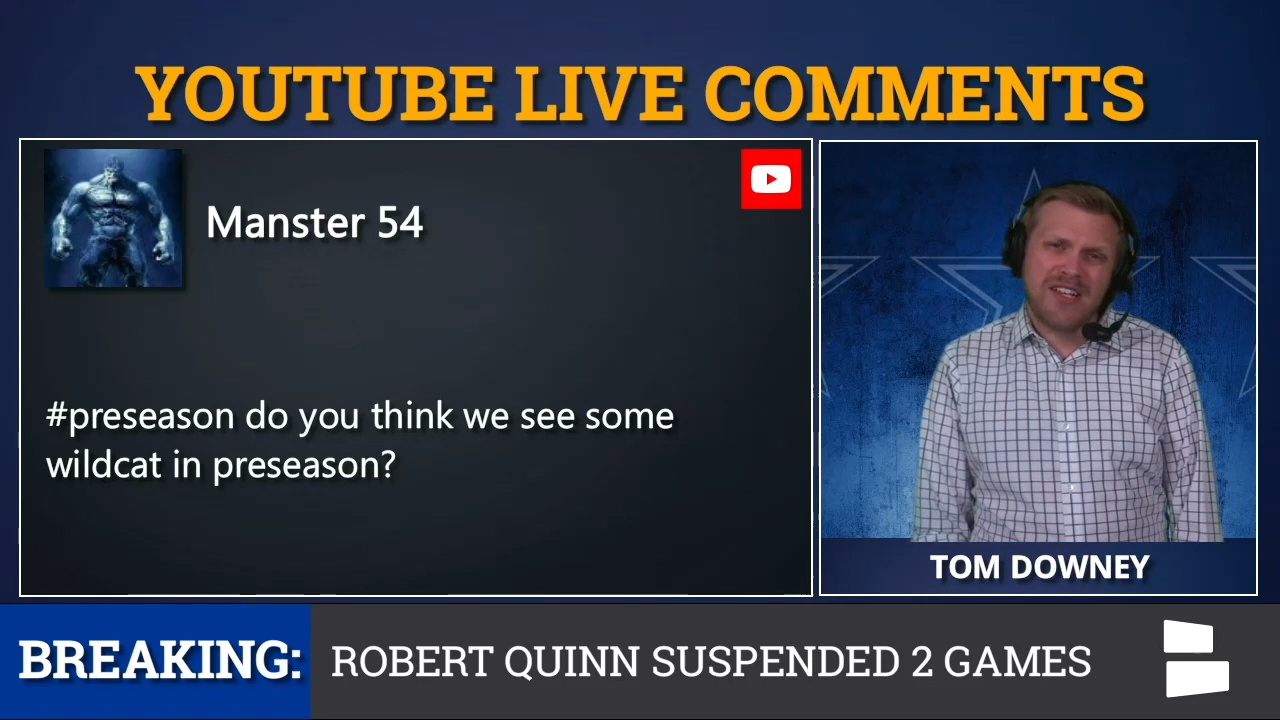 YOUTUBE LIVE COMMENTS
Manster 54
#preseason do you think we see some
wildcat in preseason?
TOM DOWNEY
BREAKING:
ROBERT QUINN SUSPENDED 2 GAMES